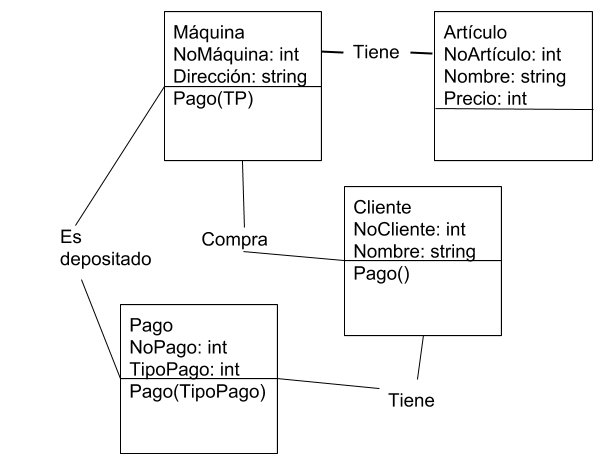 Máquina
NoMáquina: int
Dirección: string
Pago(TP)
Tiene
Artículo
NoArtículo: int
Nombre: string
Precio: int
Es
depositado
Compra
Cliente
NoCliente: int
Nombre: string
Pago()
Pago
NoPago: int
TipoPago: int
Pago(TipoPago)
Tiene